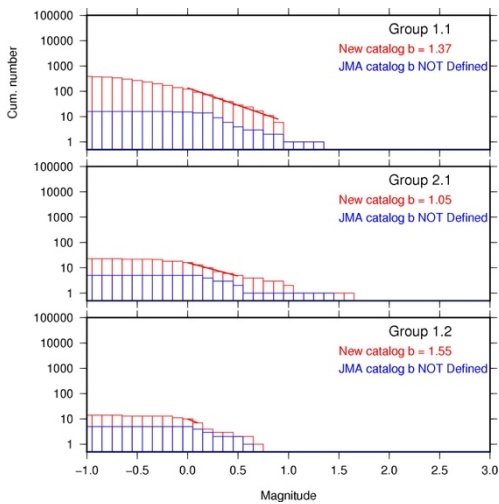 Cum. number
100000
10000
1000
100
10
1
Group 1.1
New catalog b = 1.37
JMA catalog b NOT Defined
100000
10000
1000
100
10
1
Group 2.1
New catalog b = 1.05
JMA catalog b NOT Defined
100000
10000
1000
100
10
1
Group 1.2
New catalog b = 1.55
JMA catalog b NOT Defined
−1.0 −0.5 0.0 0.5 1.0 1.5 2.0 2.5 3.0
Magnitude